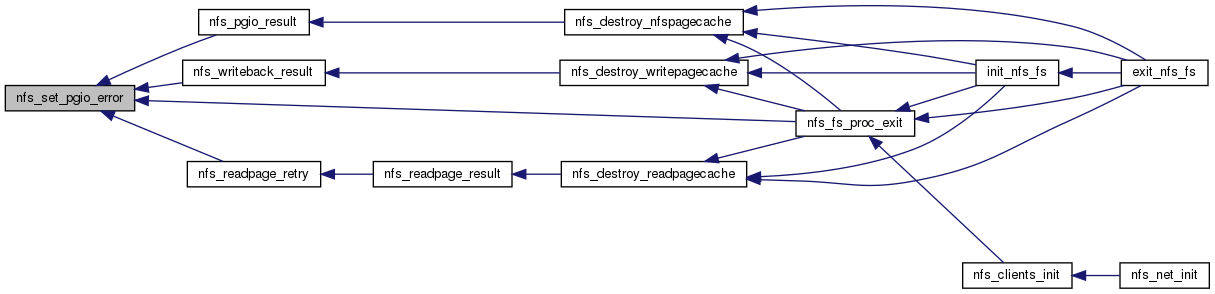 nfs_pgio_result
nfs_destroy_nfspagecache
nfs_writeback_result
nfs_destroy_writepagecache
init_nfs_fs
exit_nfs_fs
nfs_set_pgio_error
nfs_fs_proc_exit
nfs_readpage_retry
nfs_readpage_result
nfs_destroy_readpagecache
nfs_clients_init
nfs_net_init